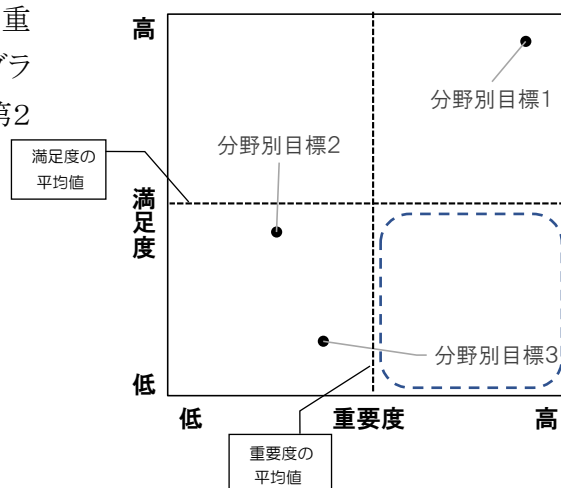 重
グラ
第2
高
分野別目標1
分野別目標2
満足度の
平均値
満足度
分野別目標3
低
低
重要度
高
重要度の
平均値